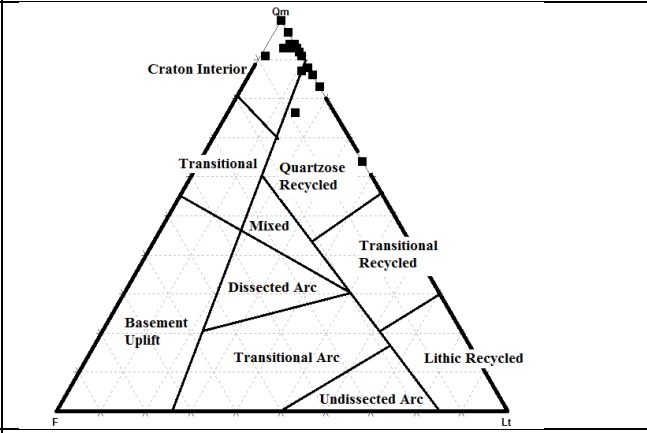 Qm
Craton Interior
Transitional
Quartzose
Recycled
Mixed
Transitional
Recycled
Dissected Arc
Basement
Uplift
Transitional Arc
Lithic Recycled
Undissected Arc
F
Lt